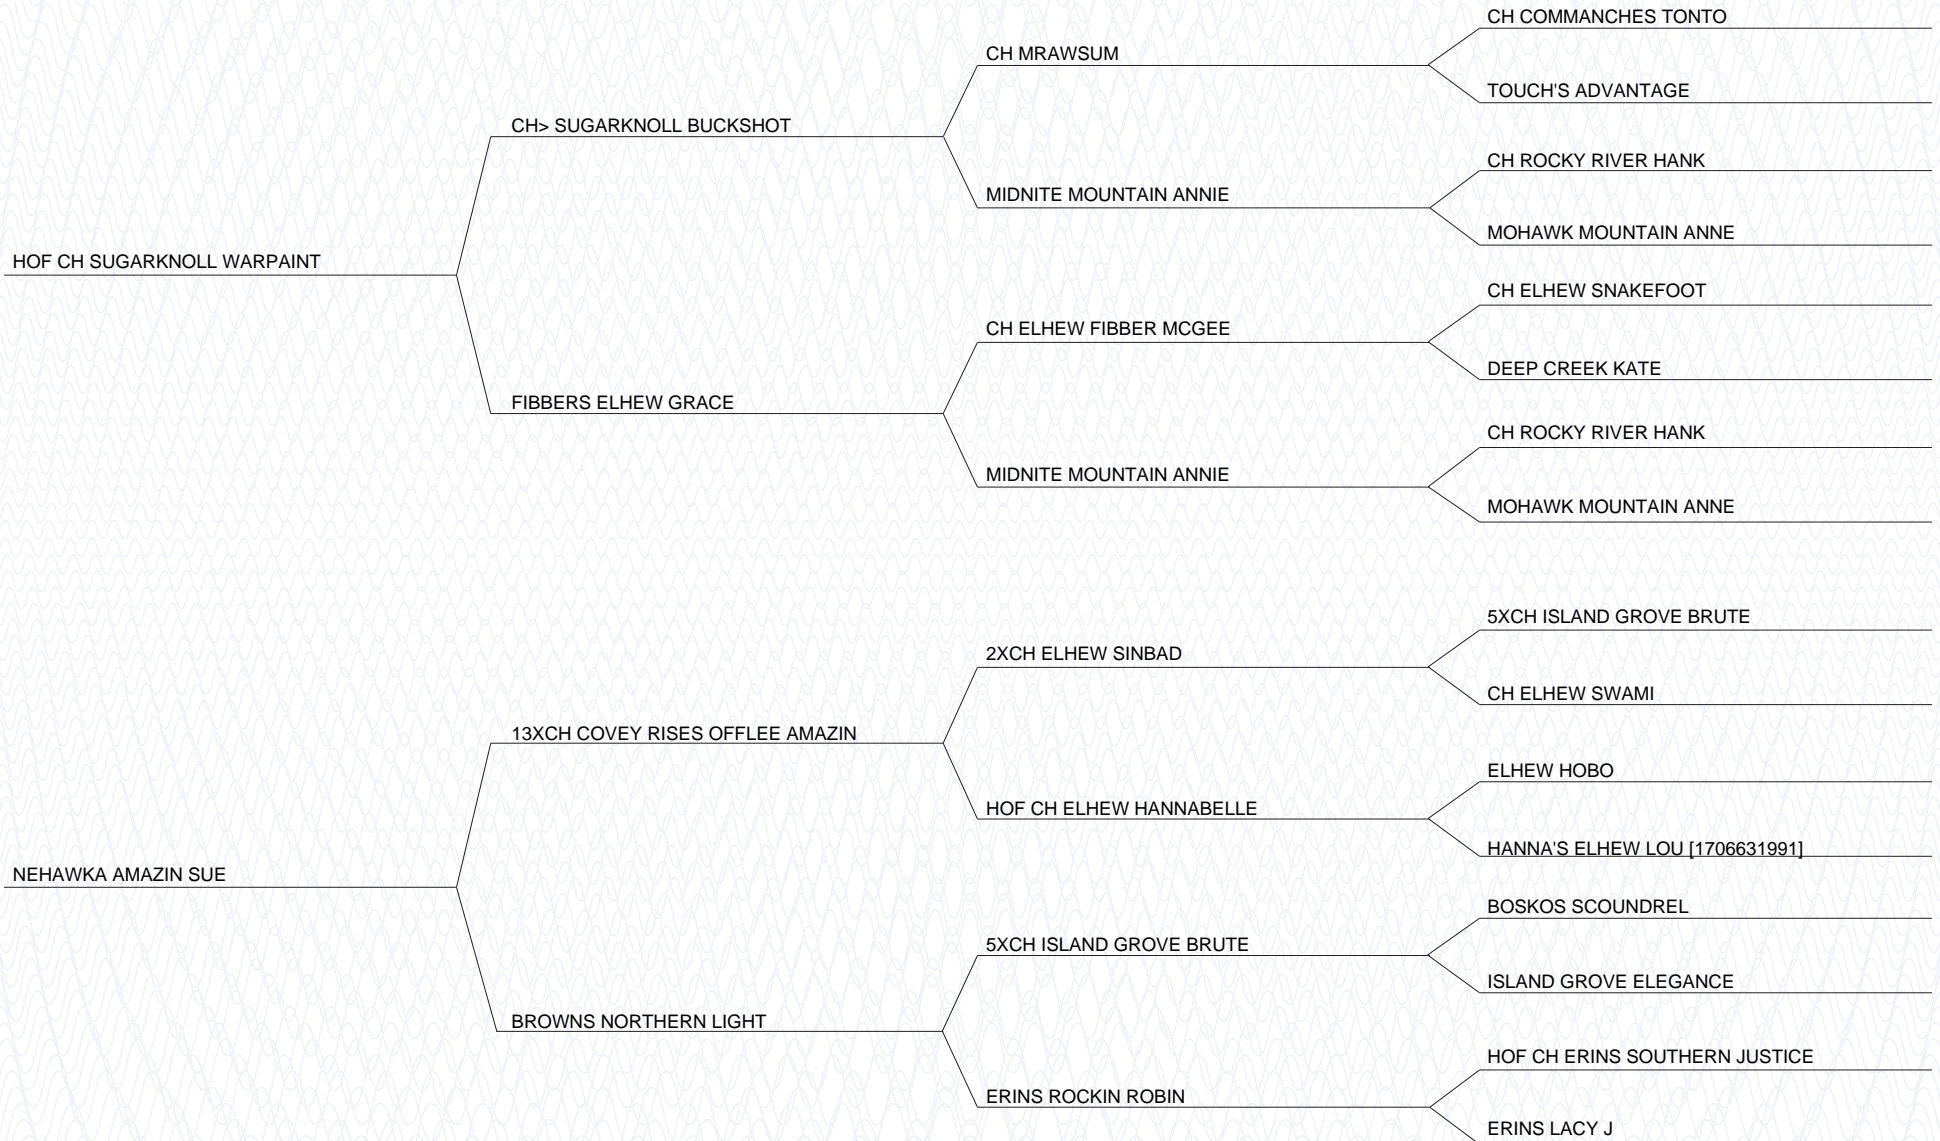 CH COMMANCHES TONTO
CH MRAWSUM
TOUCH'S ADVANTAGE
CH> SUGARKNOLL BUCKSHOT
CH ROCKY RIVER HANK
MIDNITE MOUNTAIN ANNIE
MOHAWK MOUNTAIN ANNE
HOF CH SUGARKNOLL WARPAINT
CH ELHEW SNAKEFOOT
CH ELHEW FIBBER MCGEE
DEEP CREEK KATE
FIBBERS ELHEW GRACE
CH ROCKY RIVER HANK
MIDNITE MOUNTAIN ANNIE
MOHAWK MOUNTAIN ANNE
5XCH ISLAND GROVE BRUTE
2XCH ELHEW SINBAD
CH ELHEW SWAMI
13XCH COVEY RISES OFFLEE AMAZIN
ELHEW HOBO
HOF CH ELHEW HANNABELLE
HANNA'S ELHEW LOU [1706631991]
NEHAWKA AMAZIN SUE
BOSKOS SCOUNDREL
5XCH ISLAND GROVE BRUTE
ISLAND GROVE ELEGANCE
BROWNS NORTHERN LIGHT
HOF CH ERINS SOUTHERN JUSTICE
ERINS ROCKIN ROBIN
ERINS LACY J